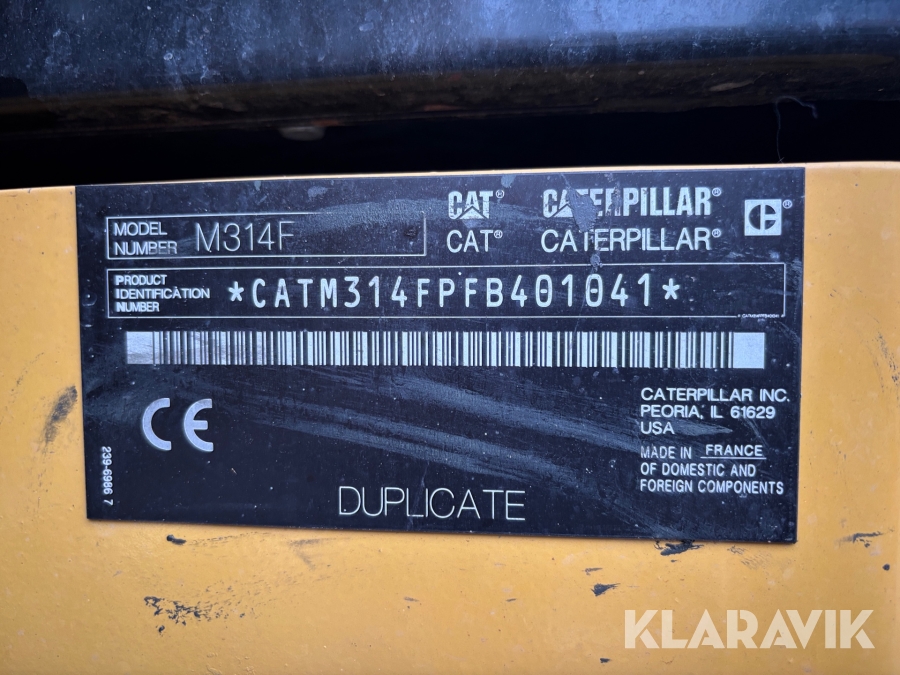 CAT® CATERPILLAR®
MODEL NUMBER M314F CAT® CATERPILLAR®
PRODUCT IDENTIFICATION NUMBER *CATM314FPFB401041*
CATERPILLAR INC.
PEORIA, IL 61629
USA
MADE IN FRANCE
OF DOMESTIC AND
FOREIGN COMPONENTS
CE
239-6986 7
DUPLICATE
KLARAVIK